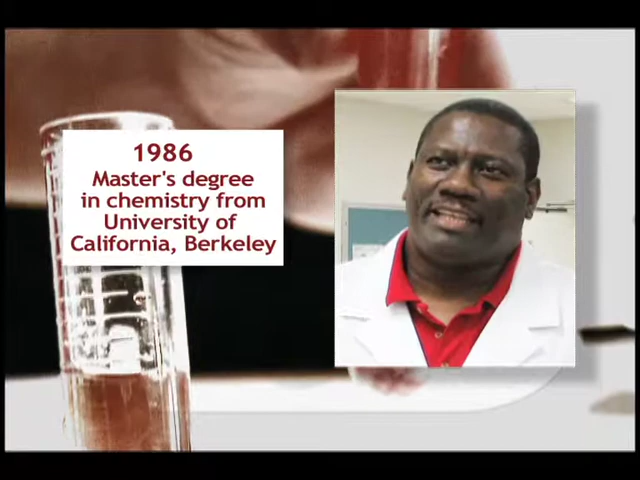 1986
Master's degree
in chemistry from
University of
California, Berkeley